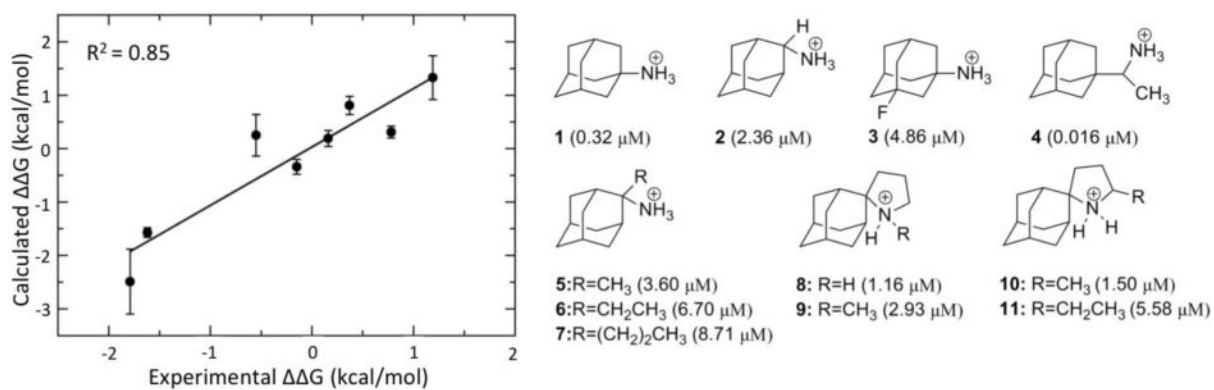 R² = 0.85
Calculated ΔΔG (kcal/mol)
2
1
0
-1
-2
-3
-2
-1
0
1
2
Experimental ΔΔG (kcal/mol)
⊕
NH₃
1 (0.32 μM)
H
⊕
NH₃
2 (2.36 μM)
⊕
NH₃
F
3 (4.86 μM)
⊕
NH₃
CH₃
4 (0.016 μM)
R
⊕
NH₃
5:R=CH₃ (3.60 μM)
6:R=CH₂CH₃ (6.70 μM)
7:R=(CH₂)₂CH₃ (8.71 μM)
⊕
N
H
R
8: R=H (1.16 μM)
9: R=CH₃ (2.93 μM)
R
⊕
N
H
H
10: R=CH₃ (1.50 μM)
11: R=CH₂CH₃ (5.58 μM)